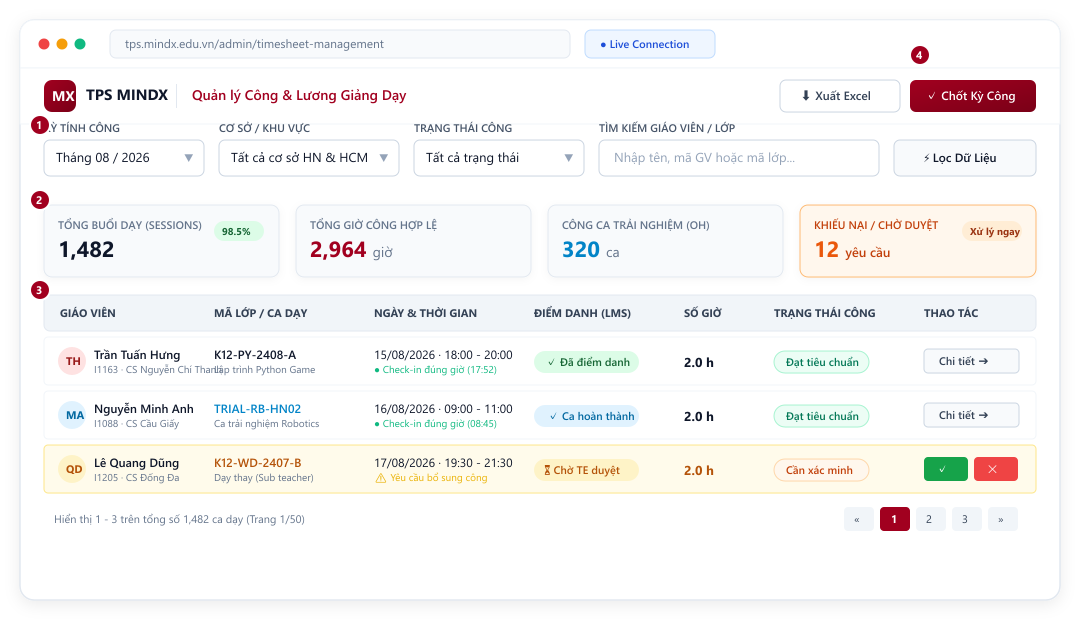 tps.mindx.edu.vn/admin/timesheet-management
● Live Connection
4
MX
TPS MINDX
Quản lý Công & Lương Giảng Dạy
⬇ Xuất Excel
✓ Chốt Kỳ Công
1
Ỳ TÍNH CÔNG
CƠ SỞ / KHU VỰC
TRẠNG THÁI CÔNG
TÌM KIẾM GIÁO VIÊN / LỚP
Tháng 08 / 2026 ▼
Tất cả cơ sở HN & HCM ▼
Tất cả trạng thái ▼
Nhập tên, mã GV hoặc mã lớp...
⚡ Lọc Dữ Liệu
2
TỔNG BUỔI DẠY (SESSIONS)
98.5%
1,482
TỔNG GIỜ CÔNG HỢP LỆ
2,964 giờ
CÔNG CA TRẢI NGHIỆM (OH)
320 ca
KHIẾU NẠI / CHỜ DUYỆT
Xử lý ngay
12 yêu cầu
3
GIÁO VIÊN
MÃ LỚP / CA DẠY
NGÀY & THỜI GIAN
ĐIỂM DANH (LMS)
SỐ GIỜ
TRẠNG THÁI CÔNG
THAO TÁC
TH
Trần Tuấn Hưng
I1163 · CS Nguyễn Chí Thanh
K12-PY-2408-A
Lập trình Python Game
15/08/2026 · 18:00 - 20:00
● Check-in đúng giờ (17:52)
✓ Đã điểm danh
2.0 h
Đạt tiêu chuẩn
Chi tiết →
MA
Nguyễn Minh Anh
I1088 · CS Cầu Giấy
TRIAL-RB-HN02
Ca trải nghiệm Robotics
16/08/2026 · 09:00 - 11:00
● Check-in đúng giờ (08:45)
✓ Ca hoàn thành
2.0 h
Đạt tiêu chuẩn
Chi tiết →
QD
Lê Quang Dũng
I1205 · CS Đống Đa
K12-WD-2407-B
Dạy thay (Sub teacher)
17/08/2026 · 19:30 - 21:30
⚠ Yêu cầu bổ sung công
⏳ Chờ TE duyệt
2.0 h
Cần xác minh
✓
✕
Hiển thị 1 - 3 trên tổng số 1,482 ca dạy (Trang 1/50)
« 1 2 3 »